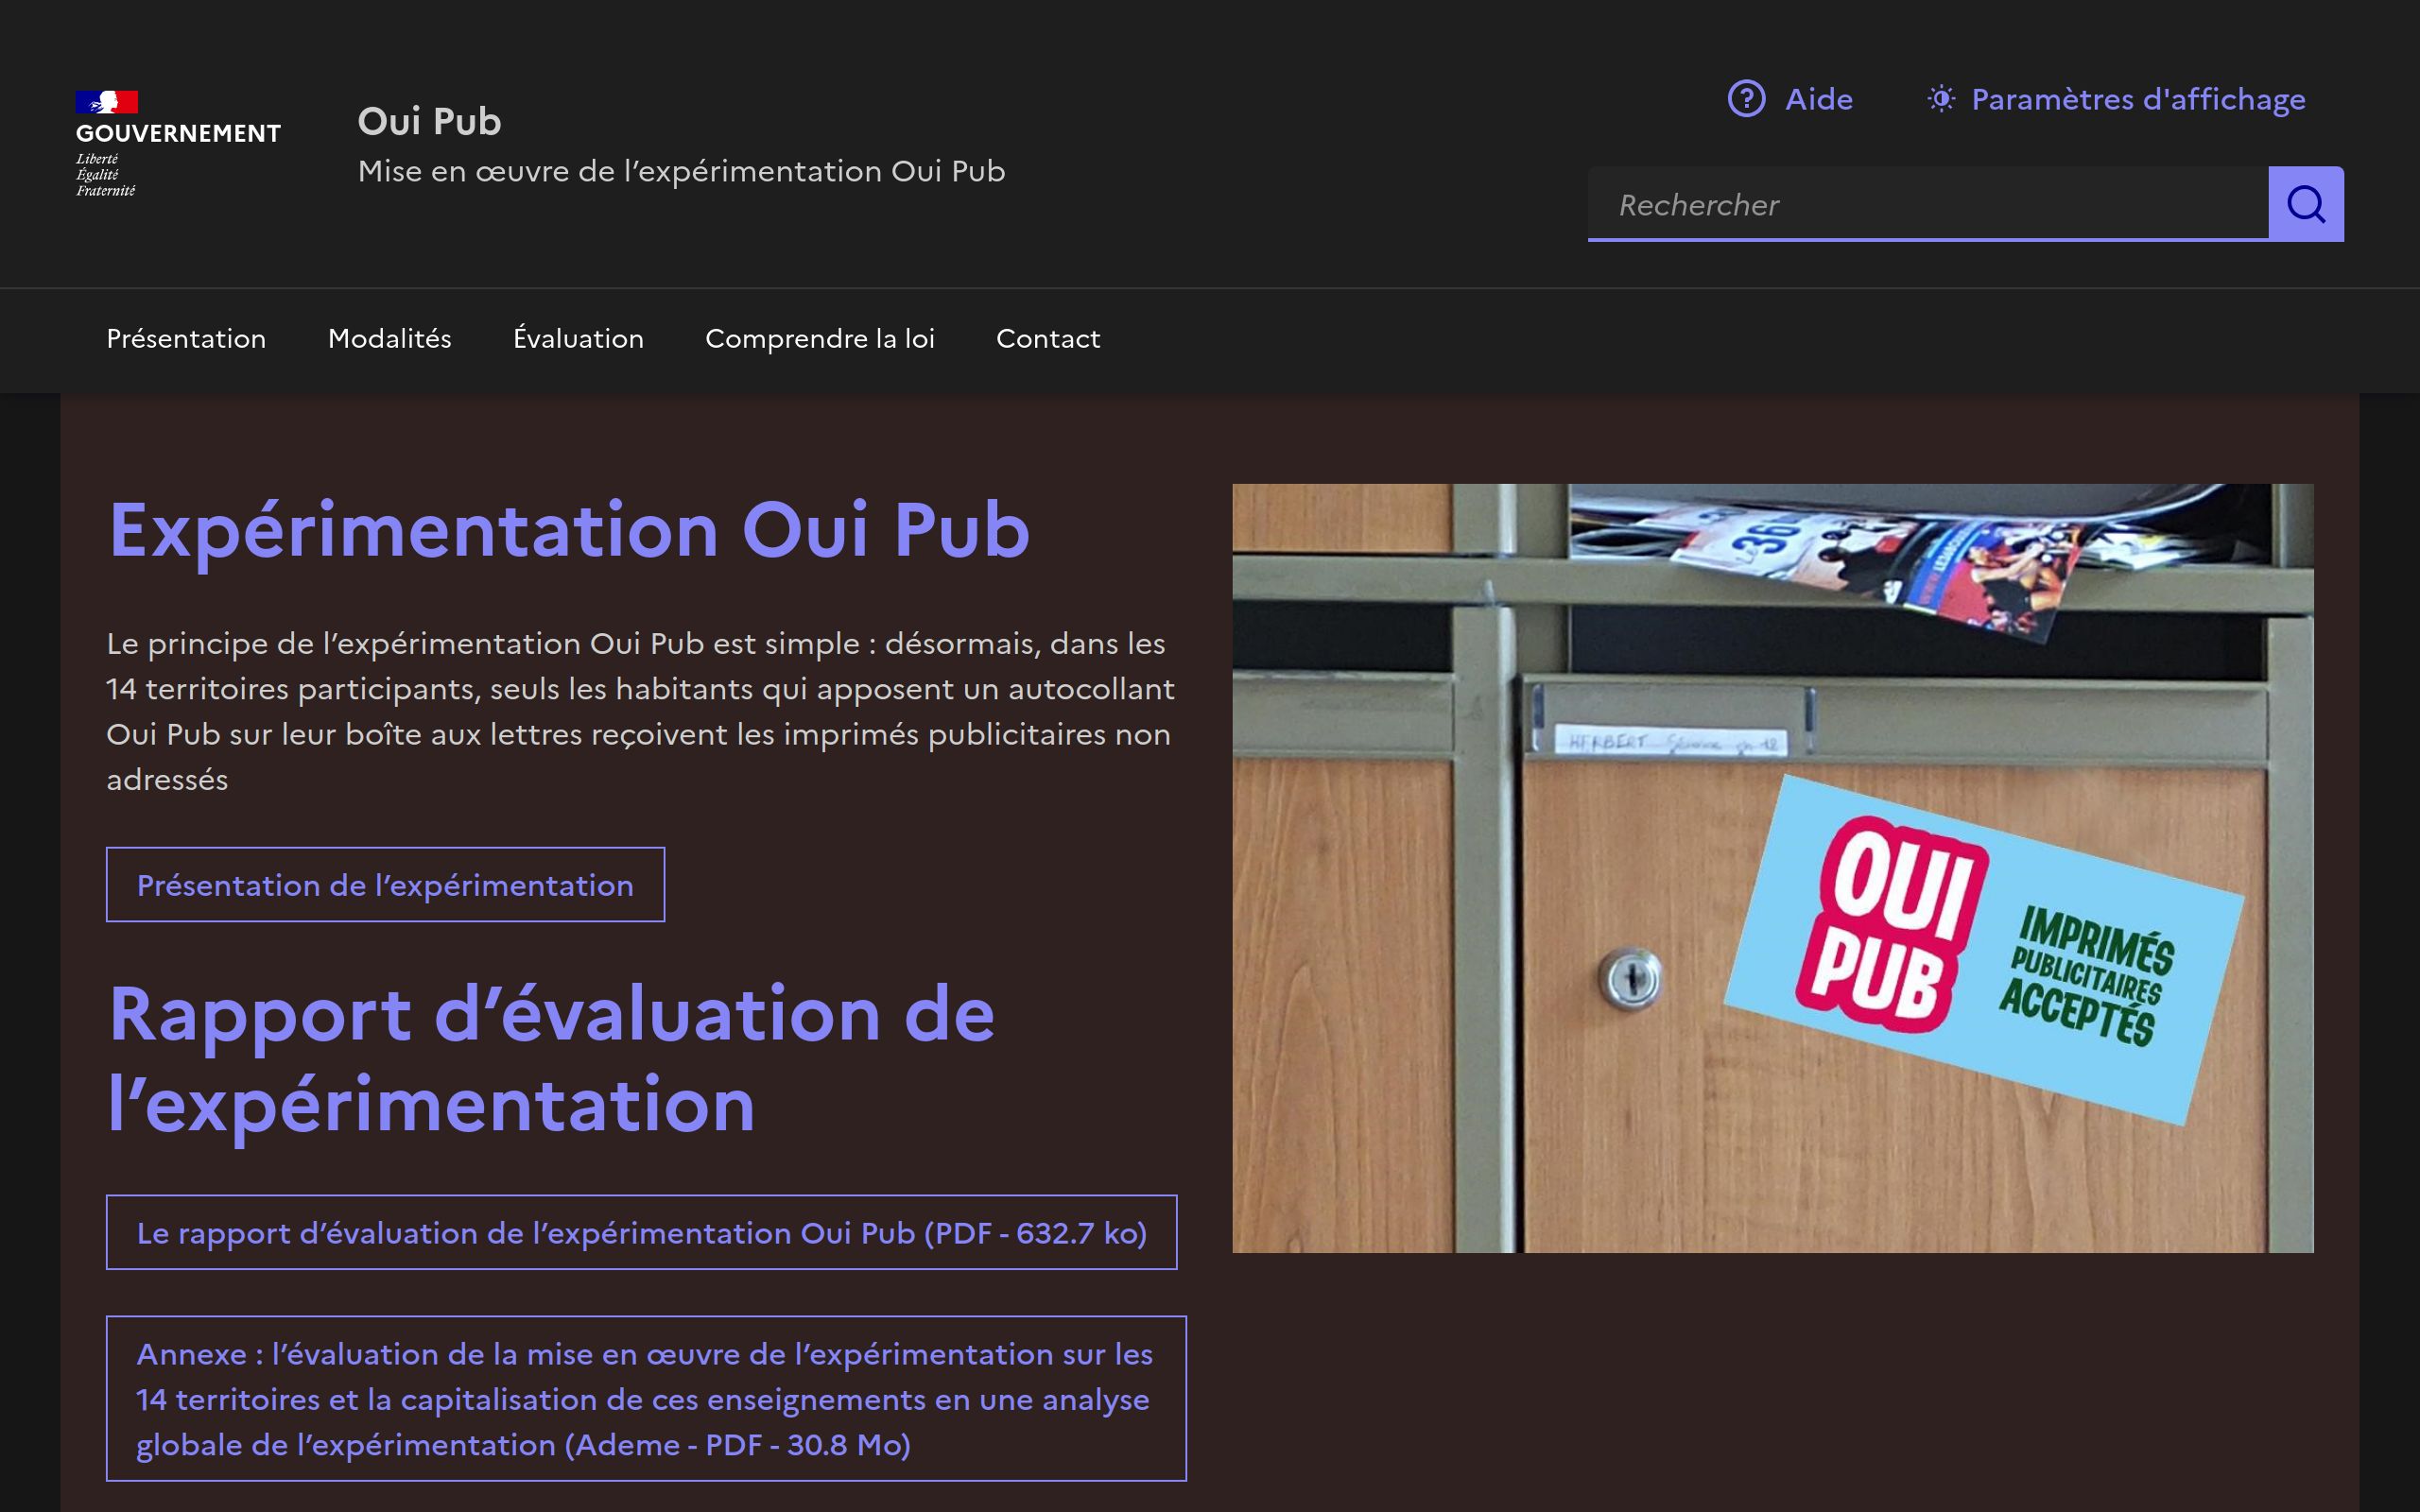 GOUVERNEMENT
Liberté
Égalité
Fraternité
Oui Pub
Mise en œuvre de l’expérimentation Oui Pub
Aide
Paramètres d'affichage
Rechercher
Présentation
Modalités
Évaluation
Comprendre la loi
Contact
Expérimentation Oui Pub
Le principe de l’expérimentation Oui Pub est simple : désormais, dans les
14 territoires participants, seuls les habitants qui apposent un autocollant
Oui Pub sur leur boîte aux lettres reçoivent les imprimés publicitaires non
adressés
Présentation de l’expérimentation
Rapport d’évaluation de
l’expérimentation
Le rapport d’évaluation de l’expérimentation Oui Pub (PDF - 632.7 ko)
Annexe : l’évaluation de la mise en œuvre de l’expérimentation sur les
14 territoires et la capitalisation de ces enseignements en une analyse
globale de l’expérimentation (Ademe - PDF - 30.8 Mo)
HERBERT
OUI
PUB
IMPRIMÉS
PUBLICITAIRES
ACCEPTÉS